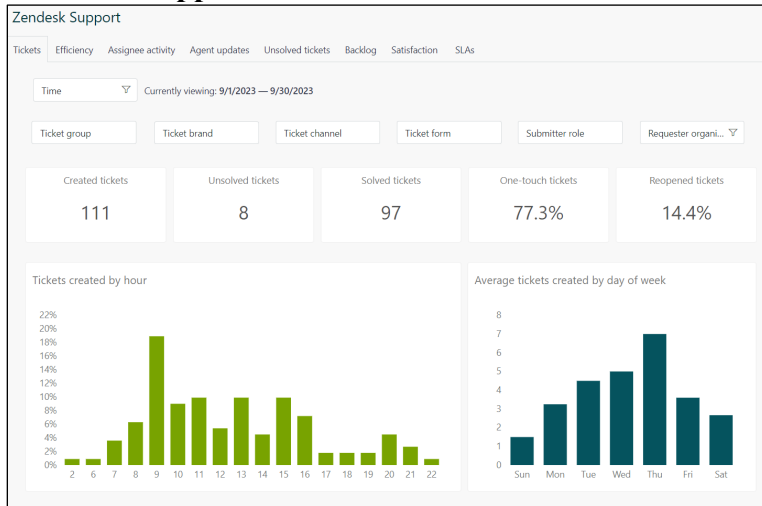 Zendesk Support
Tickets Efficiency Assignee activity Agent updates Unsolved tickets Backlog Satisfaction SLAs
Time Currently viewing: 9/1/2023 — 9/30/2023
Ticket group Ticket brand Ticket channel Ticket form Submitter role Requester organi...
Created tickets Unsolved tickets Solved tickets One-touch tickets Reopened tickets
111 8 97 77.3% 14.4%
Tickets created by hour
22%
20%
18%
16%
14%
12%
10%
8%
6%
4%
2%
0%
2 6 7 8 9 10 11 12 13 14 15 16 17 18 19 20 21 22
Average tickets created by day of week
8
7
6
5
4
3
2
1
0
Sun Mon Tue Wed Thu Fri Sat